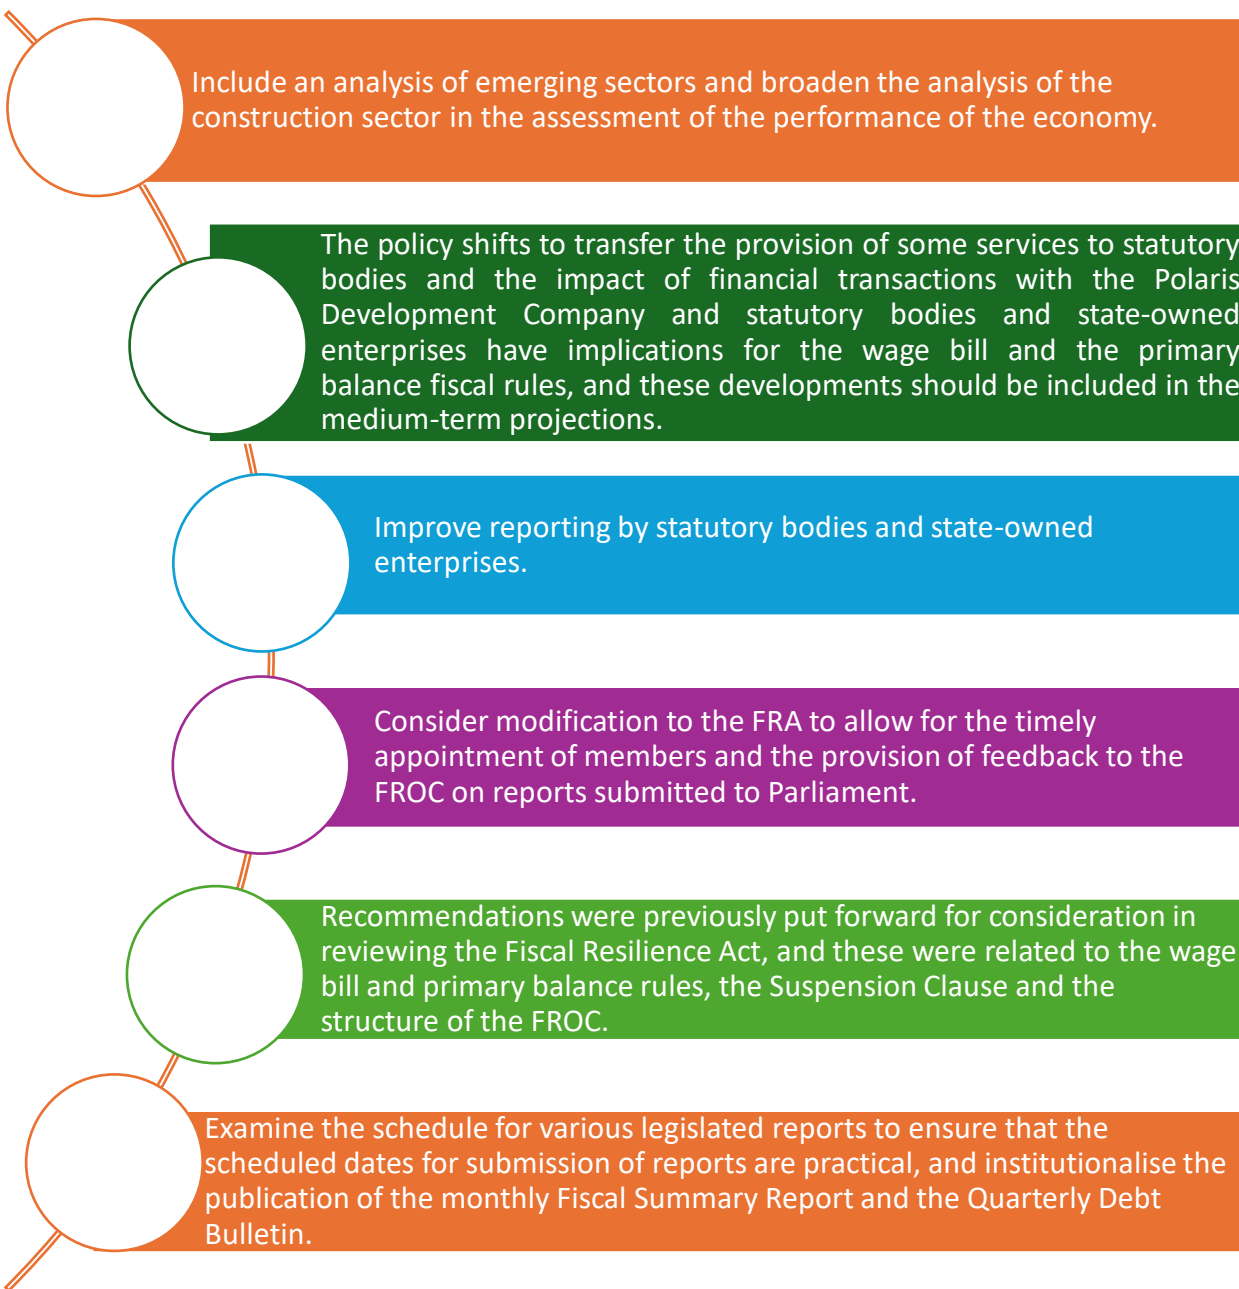 Include an analysis of emerging sectors and broaden the analysis of the
construction sector in the assessment of the performance of the economy.
The policy shifts to transfer the provision of some services to statutory
bodies and the impact of financial transactions with the Polaris
Development Company and statutory bodies and state-owned
enterprises have implications for the wage bill and the primary
balance fiscal rules, and these developments should be included in the
medium-term projections.
Improve reporting by statutory bodies and state-owned
enterprises.
Consider modification to the FRA to allow for the timely
appointment of members and the provision of feedback to the
FROC on reports submitted to Parliament.
Recommendations were previously put forward for consideration in
reviewing the Fiscal Resilience Act, and these were related to the wage
bill and primary balance rules, the Suspension Clause and the
structure of the FROC.
Examine the schedule for various legislated reports to ensure that the
scheduled dates for submission of reports are practical, and institutionalise the
publication of the monthly Fiscal Summary Report and the Quarterly Debt
Bulletin.